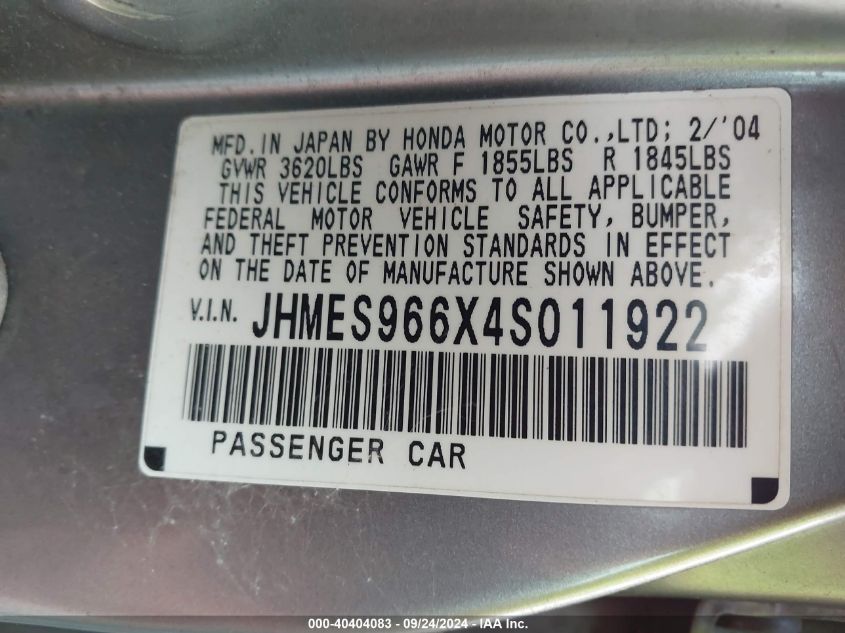 MFD. IN JAPAN BY HONDA MOTOR CO.,LTD; 2/'04
GVWR 3620LBS GAWR F 1855LBS R 1845LBS
THIS VEHICLE CONFORMS TO ALL APPLICABLE
FEDERAL MOTOR VEHICLE SAFETY, BUMPER,
AND THEFT PREVENTION STANDARDS IN EFFECT
ON THE DATE OF MANUFACTURE SHOWN ABOVE.
V.I.N. JHMES966X4S011922
PASSENGER CAR
000-40404083 - 09/24/2024 - IAA Inc.